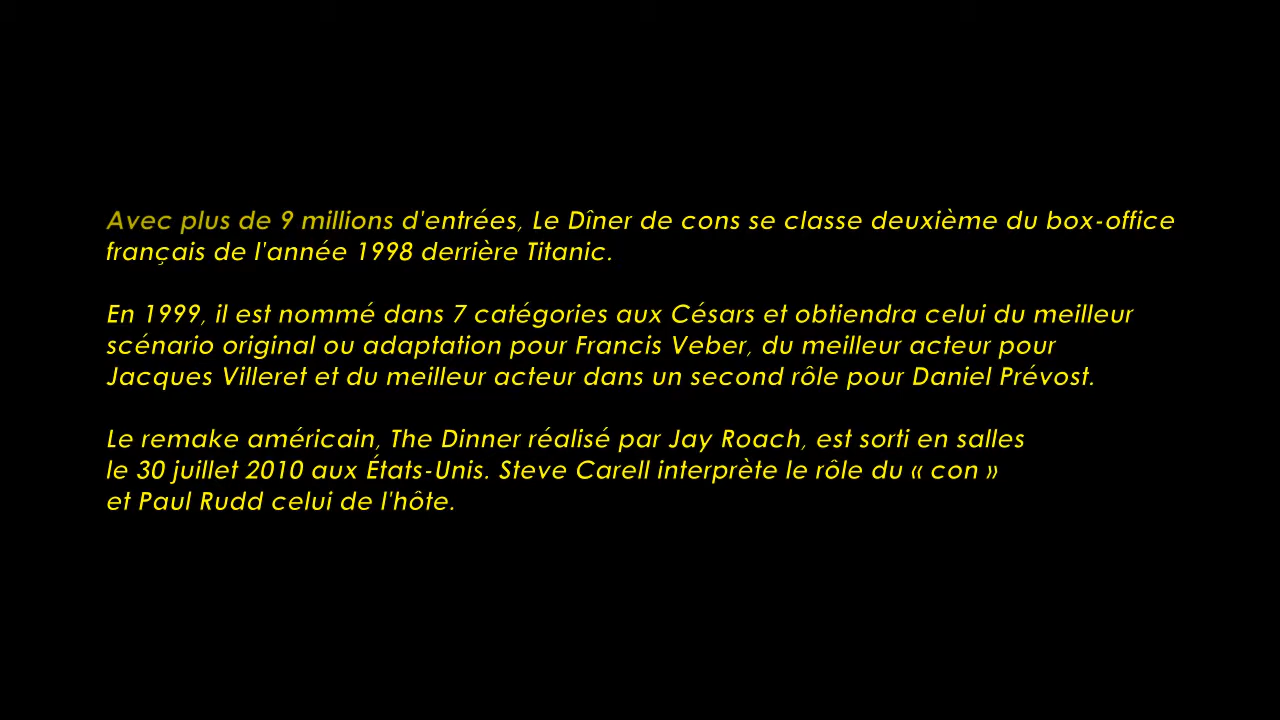 Avec plus de 9 millions d'entrées, Le Dîner de cons se classe deuxième du box-office
français de l'année 1998 derrière Titanic.
En 1999, il est nommé dans 7 catégories aux Césars et obtiendra celui du meilleur
scénario original ou adaptation pour Francis Veber, du meilleur acteur pour
Jacques Villeret et du meilleur acteur dans un second rôle pour Daniel Prévost.
Le remake américain, The Dinner réalisé par Jay Roach, est sorti en salles
le 30 juillet 2010 aux États-Unis. Steve Carell interprète le rôle du « con »
et Paul Rudd celui de l'hôte.